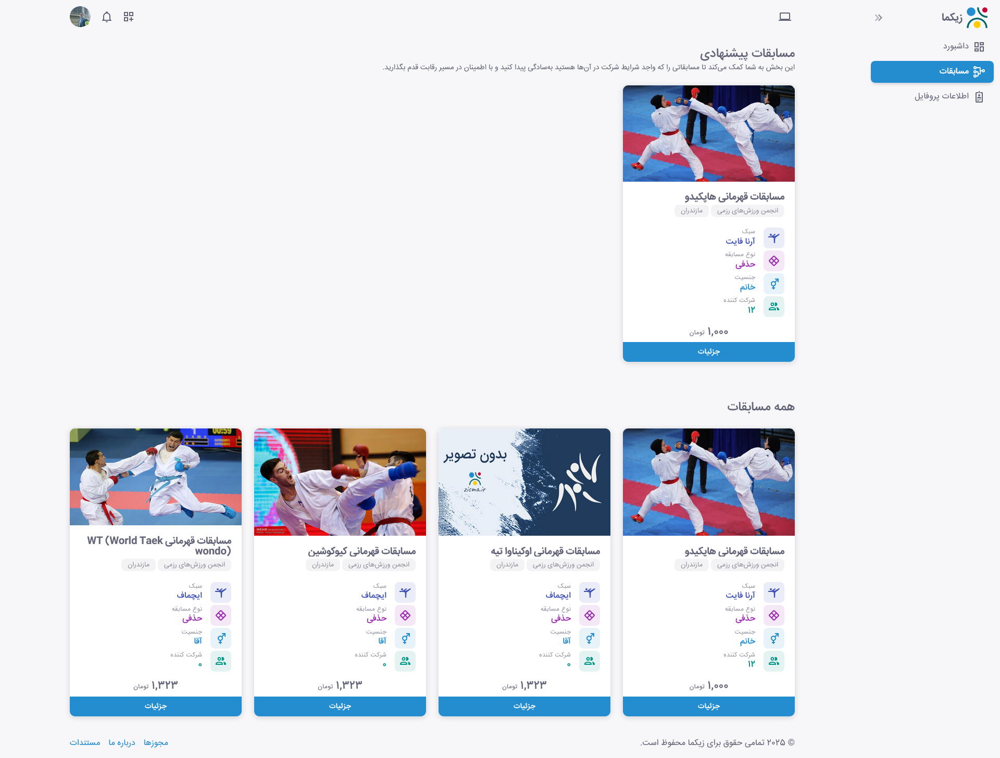 زیکما
داشبورد
مسابقات
اطلاعات پروفایل
مسابقات پیشنهادی
این بخش به شما کمک می‌کند تا مسابقاتی را که واجد شرایط شرکت در آن‌ها هستید به‌سادگی پیدا کنید و با اطمینان در مسیر رقابت قدم بگذارید.
مسابقات قهرمانی هاپکیدو
انجمن ورزش‌های رزمی
مازندران
سبک
آرنا فایت
نوع مسابقه
حذفی
جنسیت
خانم
شرکت کننده
۱۲
۱,۰۰۰ تومان
جزئیات
همه مسابقات
مسابقات قهرمانی هاپکیدو
انجمن ورزش‌های رزمی
مازندران
سبک
آرنا فایت
نوع مسابقه
حذفی
جنسیت
خانم
شرکت کننده
۱۲
۱,۰۰۰ تومان
جزئیات
بدون تصویر
zicma.ir
مسابقات قهرمانی اوکیناوا تیه
انجمن ورزش‌های رزمی
مازندران
سبک
ایچماف
نوع مسابقه
حذفی
جنسیت
آقا
شرکت کننده
۰
۱,۳۲۳ تومان
جزئیات
MEHR NEWSAGENCY
مسابقات قهرمانی کیوکوشین
انجمن ورزش‌های رزمی
مازندران
سبک
ایچماف
نوع مسابقه
حذفی
جنسیت
آقا
شرکت کننده
۰
۱,۳۲۳ تومان
جزئیات
00:59
CATEGORY1
CATEGORY2
مسابقات قهرمانی WT (World Taek
wondo)
انجمن ورزش‌های رزمی
مازندران
سبک
ایچماف
نوع مسابقه
حذفی
جنسیت
آقا
شرکت کننده
۰
۱,۳۲۳ تومان
جزئیات
© ۲۰۲۵ تمامی حقوق برای زیکما محفوظ است.
مجوزها
درباره ما
مستندات